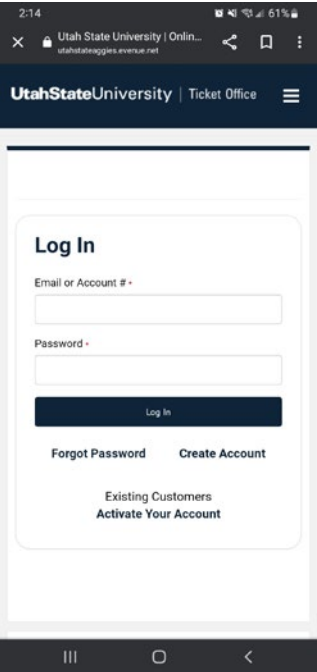 2:14
61%
Utah State University | Onlin...
utahstateaggies.evenue.net
UtahStateUniversity | Ticket Office
Log In
Email or Account # •
Password •
Log In
Forgot Password Create Account
Existing Customers
Activate Your Account